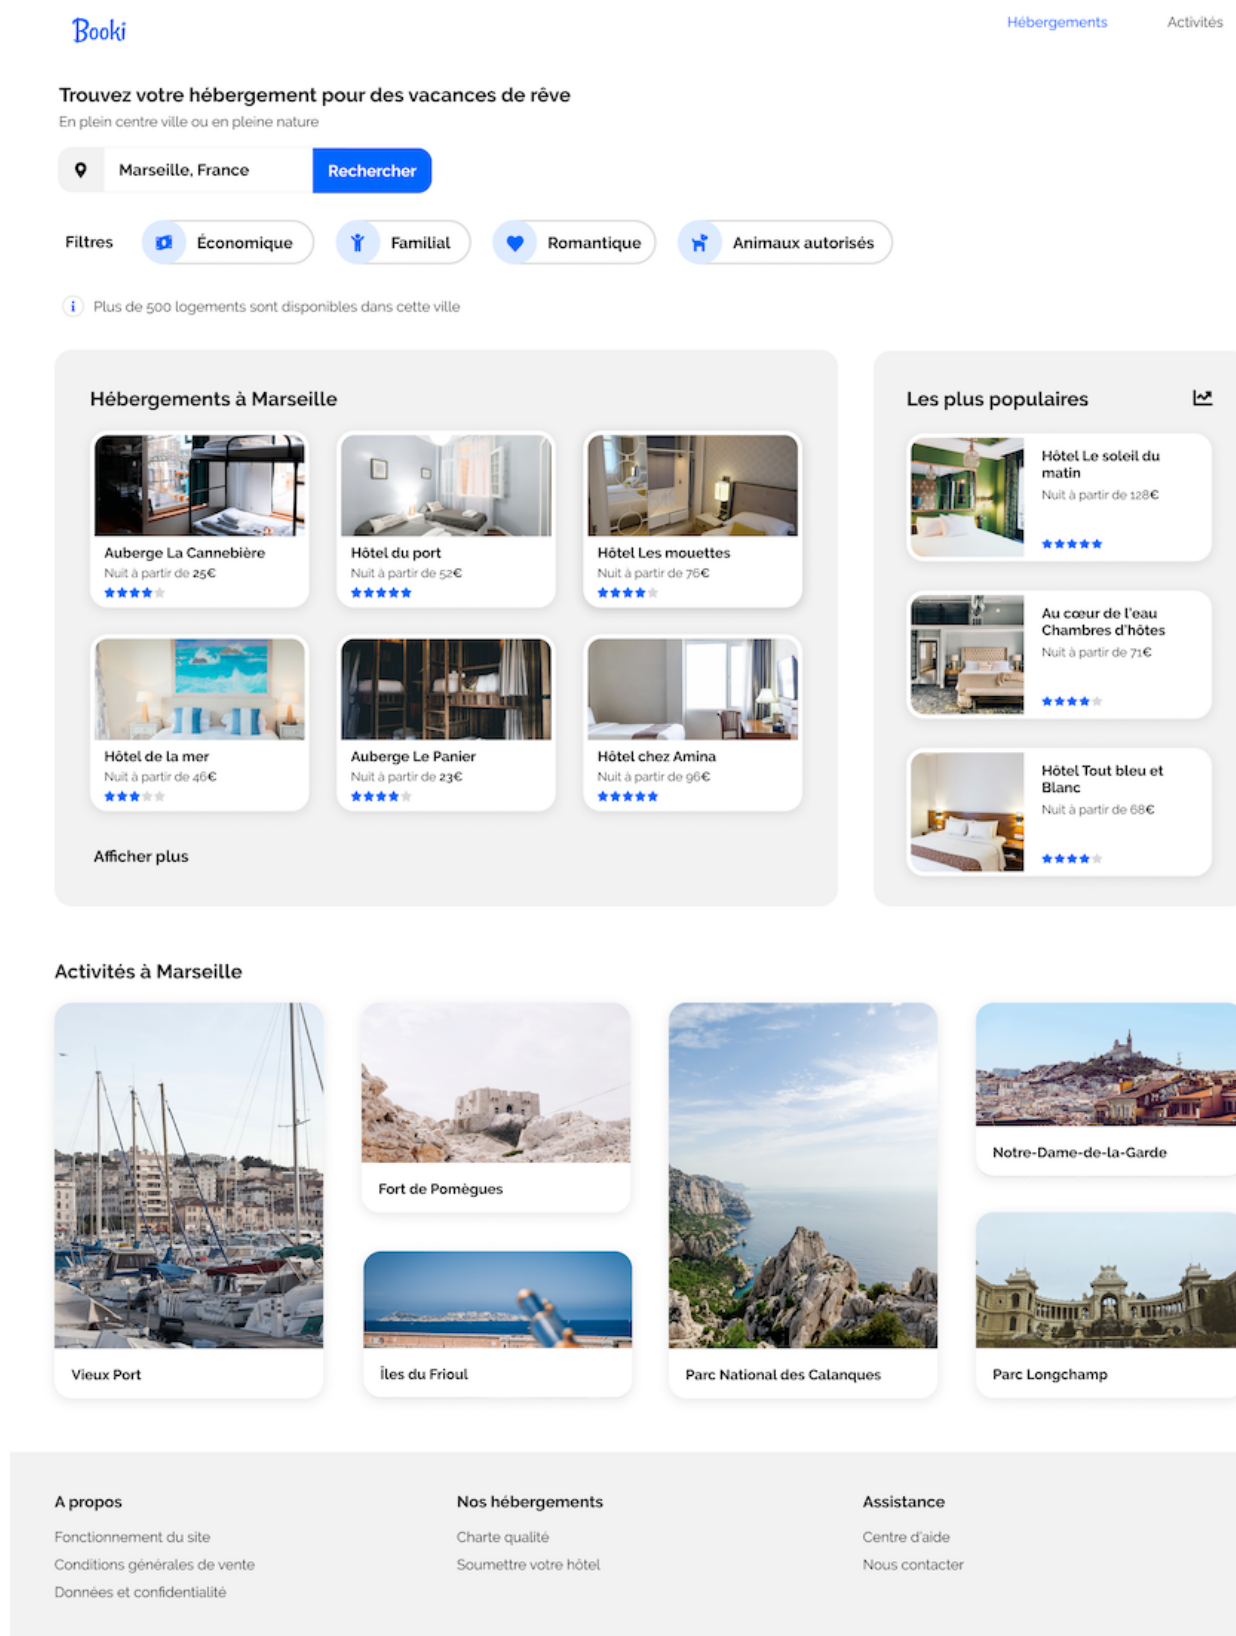 Booki
Hébergements
Activités
Trouvez votre hébergement pour des vacances de rêve
En plein centre ville ou en pleine nature
Marseille, France
Rechercher
Filtres
Économique
Familial
Romantique
Animaux autorisés
i
Plus de 500 logements sont disponibles dans cette ville
Hébergements à Marseille
Auberge La Cannebière
Nuit à partir de 25€
Hôtel du port
Nuit à partir de 52€
Hôtel Les mouettes
Nuit à partir de 76€
Hôtel de la mer
Nuit à partir de 46€
Auberge Le Panier
Nuit à partir de 23€
Hôtel chez Amina
Nuit à partir de 96€
Afficher plus
Les plus populaires
Hôtel Le soleil du
matin
Nuit à partir de 128€
Au cœur de l'eau
Chambres d'hôtes
Nuit à partir de 71€
Hôtel Tout bleu et
Blanc
Nuit à partir de 68€
Activités à Marseille
Vieux Port
Fort de Pomègues
Îles du Frioul
Parc National des Calanques
Notre-Dame-de-la-Garde
Parc Longchamp
A propos
Fonctionnement du site
Conditions générales de vente
Données et confidentialité
Nos hébergements
Charte qualité
Soumettre votre hôtel
Assistance
Centre d'aide
Nous contacter